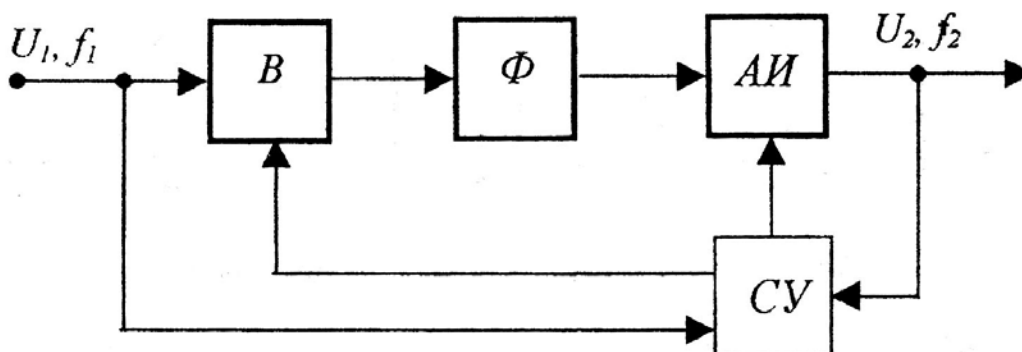 U₁, f₁
В
Ф
АИ
U₂, f₂
СУ